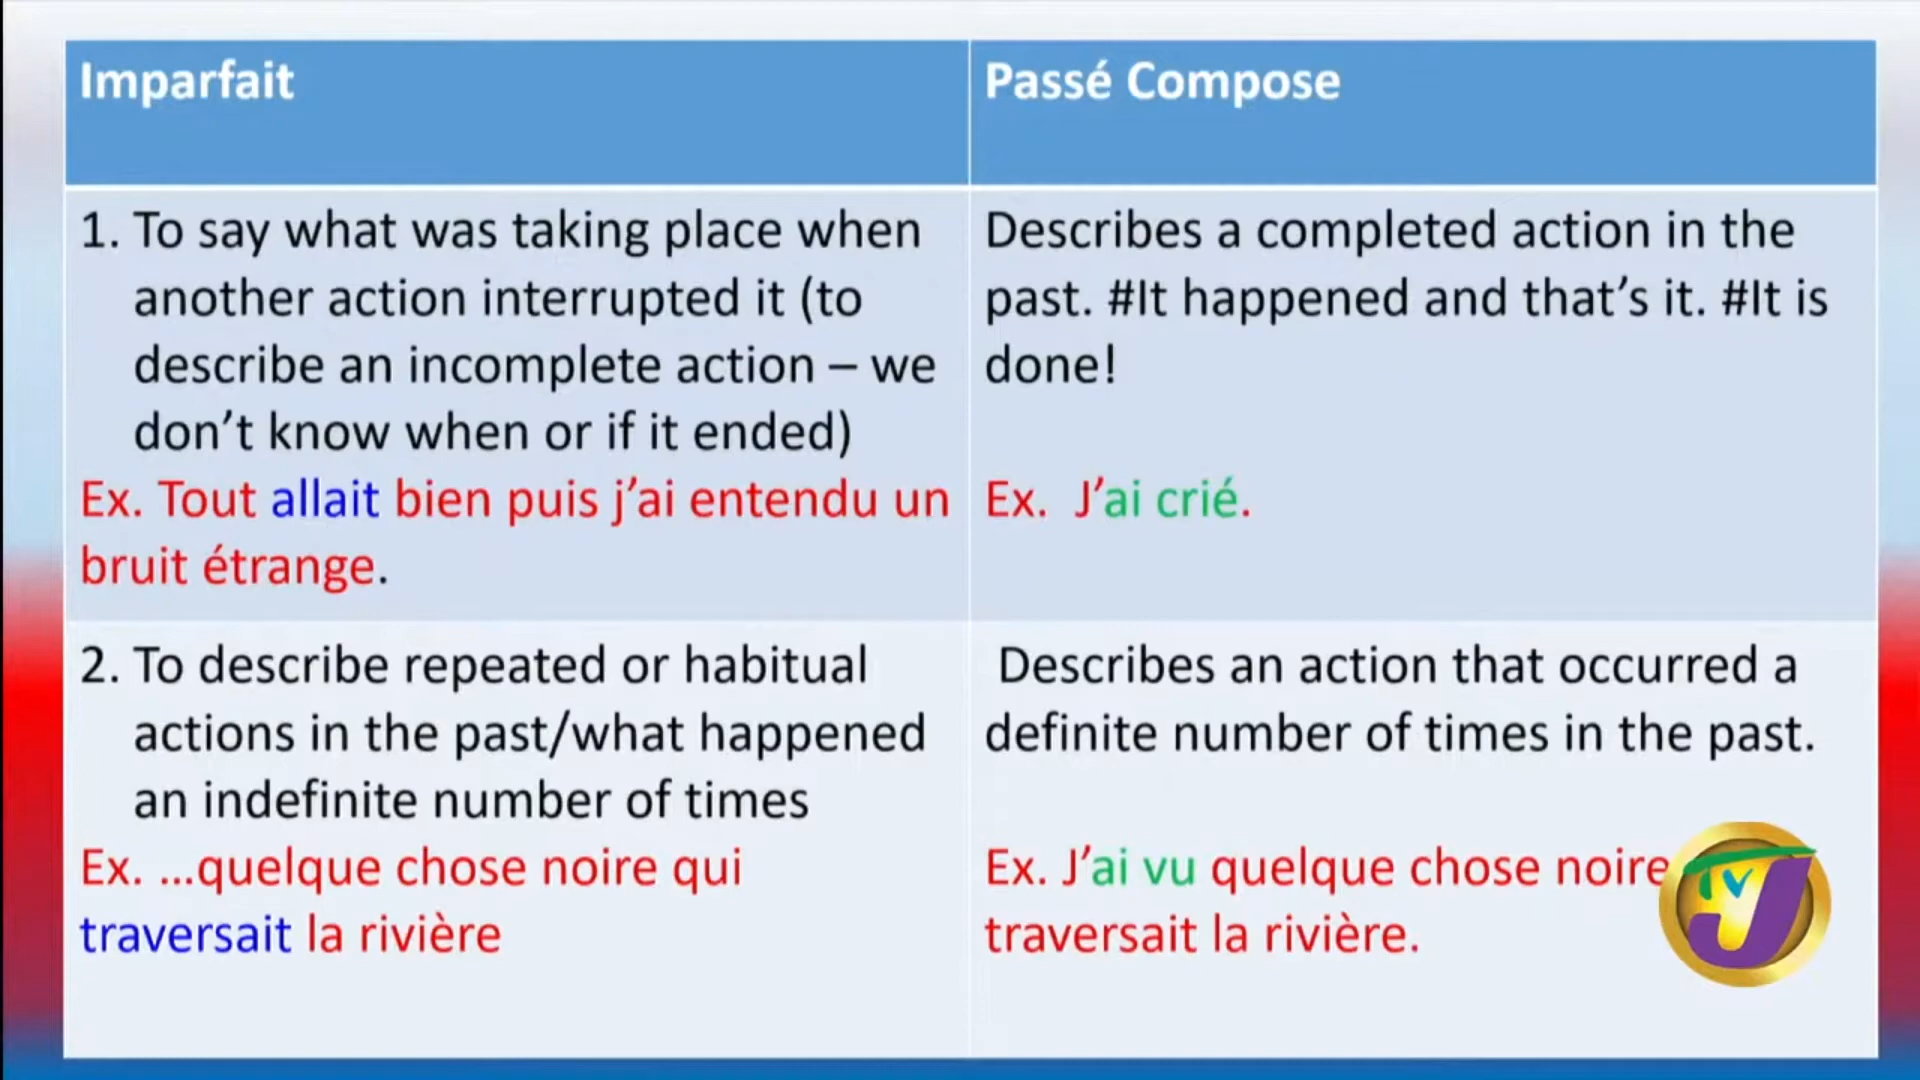 Imparfait
Passé Compose
1. To say what was taking place when
another action interrupted it (to
describe an incomplete action – we
don’t know when or if it ended)
Ex. Tout allait bien puis j’ai entendu un
bruit étrange.
Describes a completed action in the
past. #It happened and that’s it. #It is
done!
Ex. J’ai crié.
2. To describe repeated or habitual
actions in the past/what happened
an indefinite number of times
Ex. ...quelque chose noire qui
traversait la rivière
Describes an action that occurred a
definite number of times in the past.
Ex. J’ai vu quelque chose noire
traversait la rivière.
TVJ